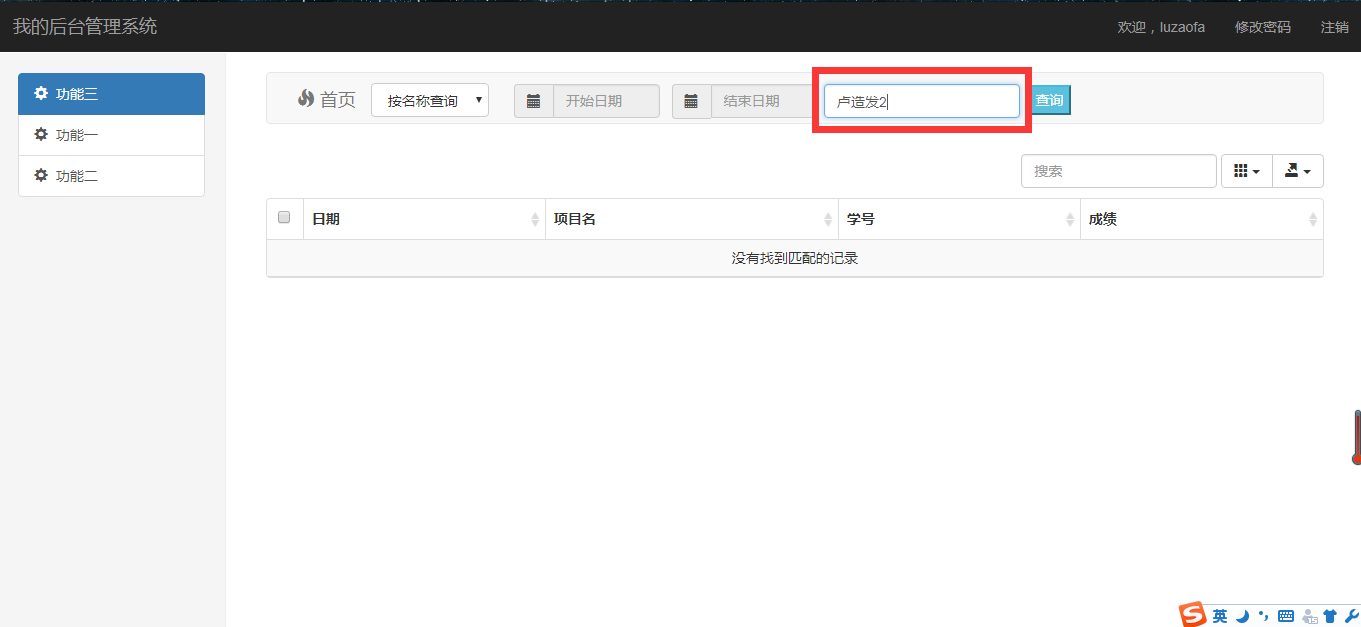 我的后台管理系统
欢迎，luzaofa 修改密码 注销
功能三
功能一
功能二
首页 按名称查询 开始日期 结束日期 卢造发2 查询
搜索
日期 项目名 学号 成绩
没有找到匹配的记录
S 英